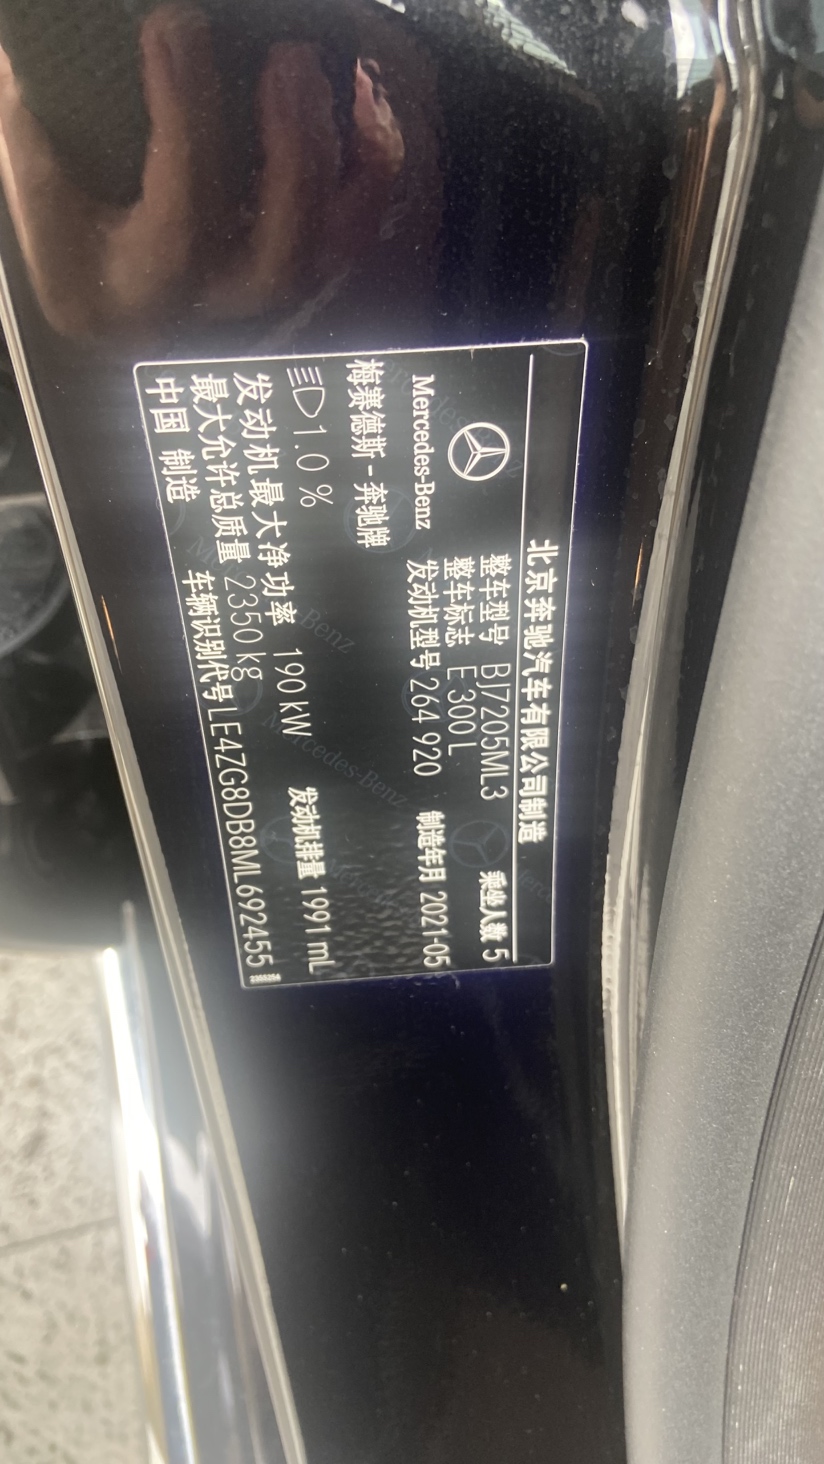 北京奔驰汽车有限公司制造
Mercedes-Benz
整车型号 BJ7205ML3 乘坐人数 5
整车标志 E 300 L
发动机型号 264 920 制造年月 2021-05
梅赛德斯 - 奔驰牌
1.0 %
发动机最大净功率 190 kW 发动机排量 1991 mL
最大允许总质量 2350 kg
中国 制造 车辆识别代号 LE4ZG8DB8ML692455